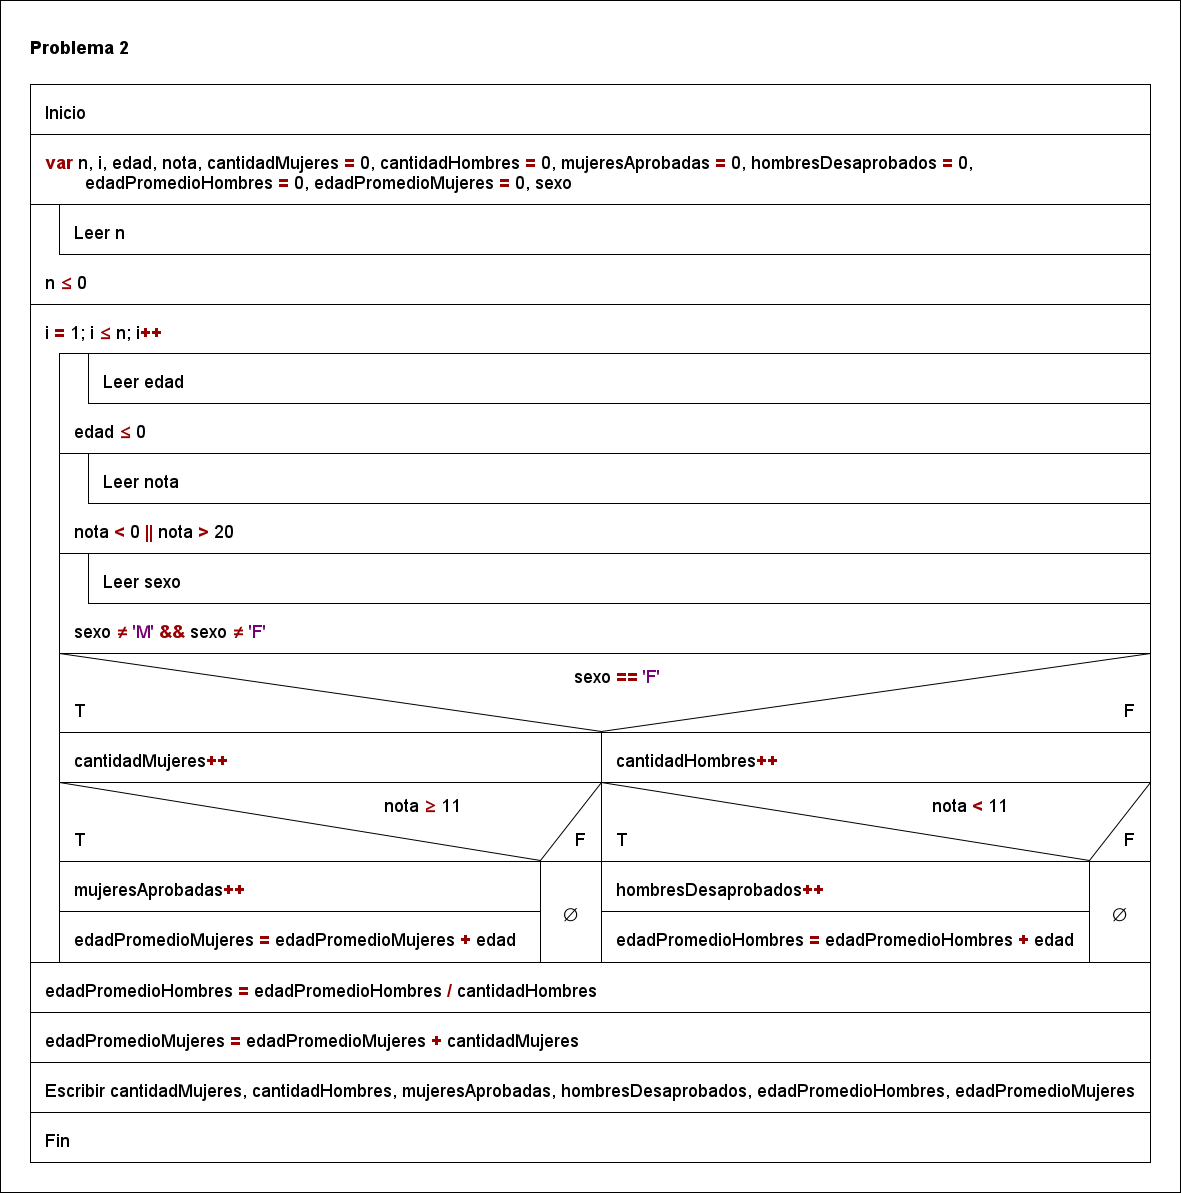 Problema 2
Inicio
var n, i, edad, nota, cantidadMujeres = 0, cantidadHombres = 0, mujeresAprobadas = 0, hombresDesaprobados = 0,
edadPromedioHombres = 0, edadPromedioMujeres = 0, sexo
Leer n
n ≤ 0
i = 1; i ≤ n; i++
Leer edad
edad ≤ 0
Leer nota
nota < 0 || nota > 20
Leer sexo
sexo ≠ 'M' && sexo ≠ 'F'
sexo == 'F'
T F
cantidadMujeres++ cantidadHombres++
nota ≥ 11 nota < 11
T F T F
mujeresAprobadas++ hombresDesaprobados++
∅ ∅
edadPromedioMujeres = edadPromedioMujeres + edad edadPromedioHombres = edadPromedioHombres + edad
edadPromedioHombres = edadPromedioHombres / cantidadHombres
edadPromedioMujeres = edadPromedioMujeres + cantidadMujeres
Escribir cantidadMujeres, cantidadHombres, mujeresAprobadas, hombresDesaprobados, edadPromedioHombres, edadPromedioMujeres
Fin